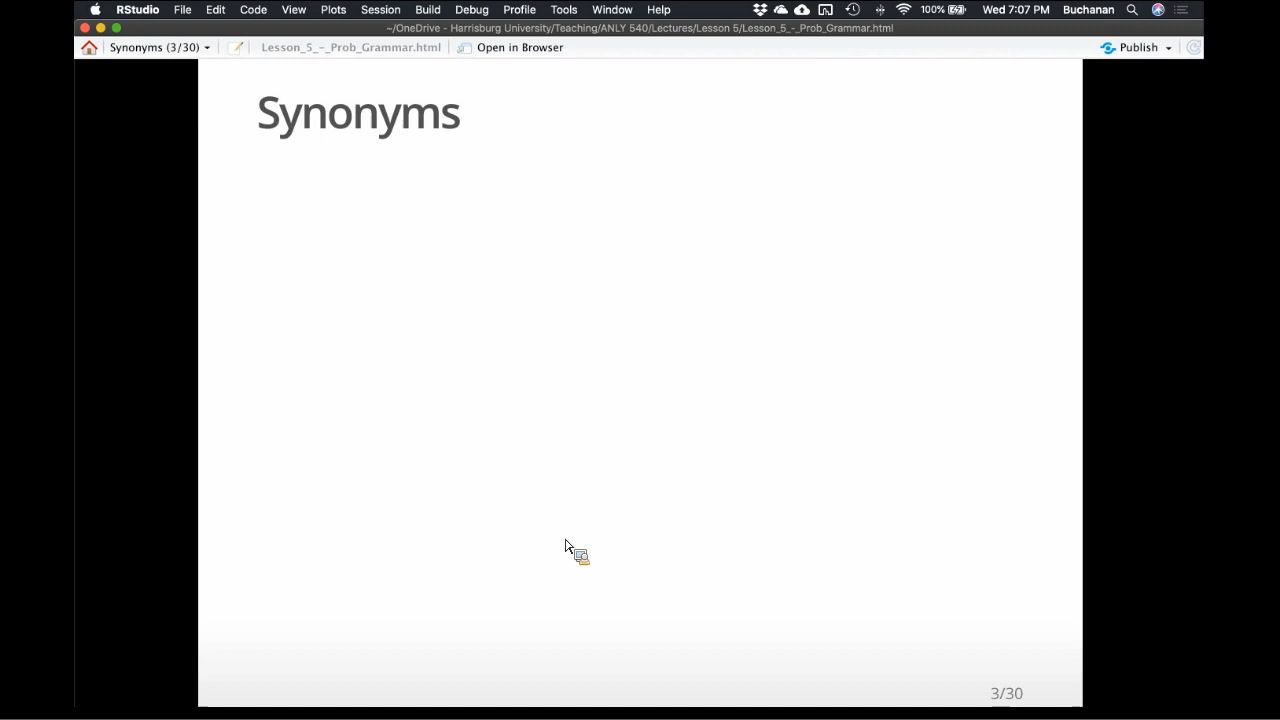 RStudio File Edit Code View Plots Session Build Debug Profile Tools Window Help 100% Wed 7:07 PM Buchanan
~/OneDrive - Harrisburg University/Teaching/ANLY 540/Lectures/Lesson 5/Lesson_5_-_Prob_Grammar.html
Synonyms (3/30) Lesson_5_-_Prob_Grammar.html Open in Browser Publish
Synonyms
3/30